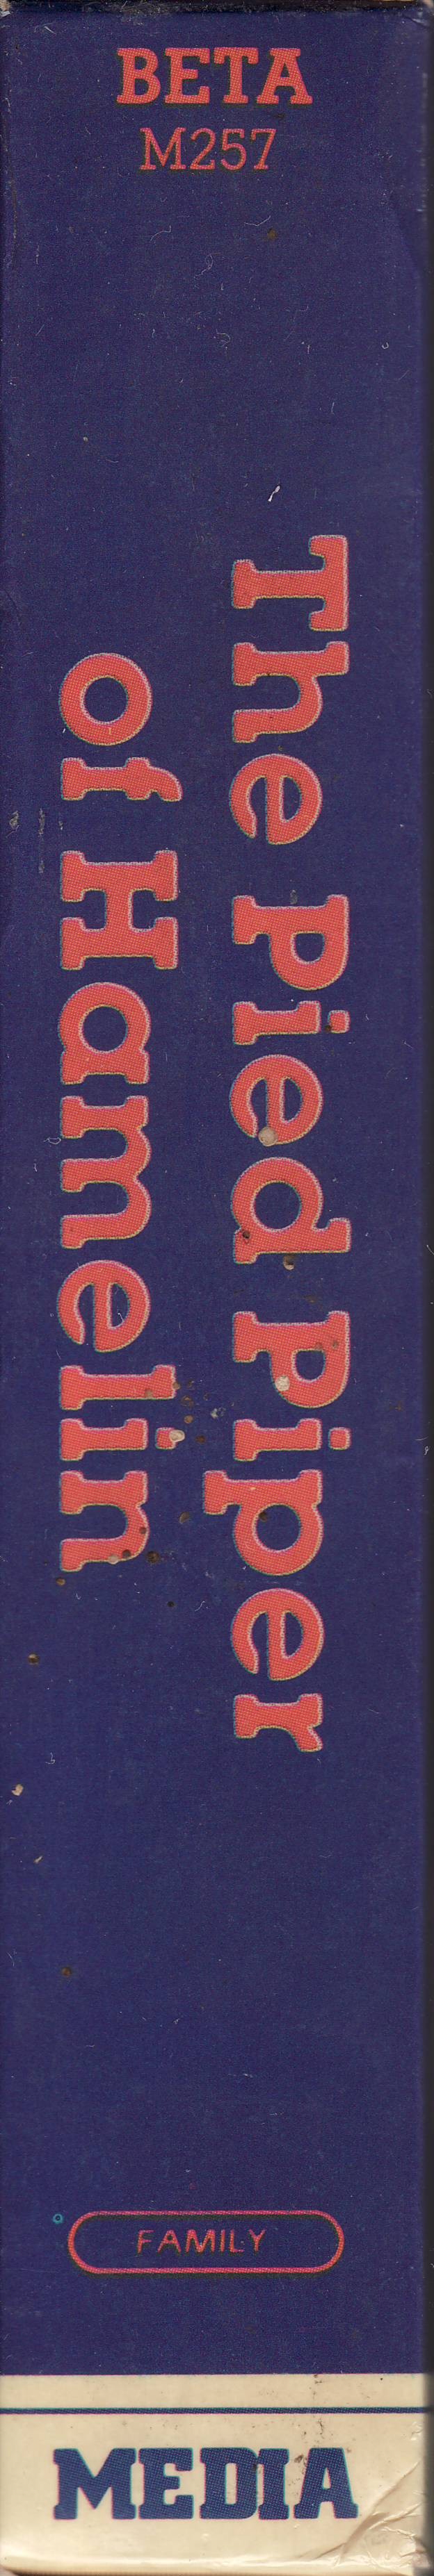 BETA
M257
The Pied Piper
of Hamelin
FAMILY
MEDIA